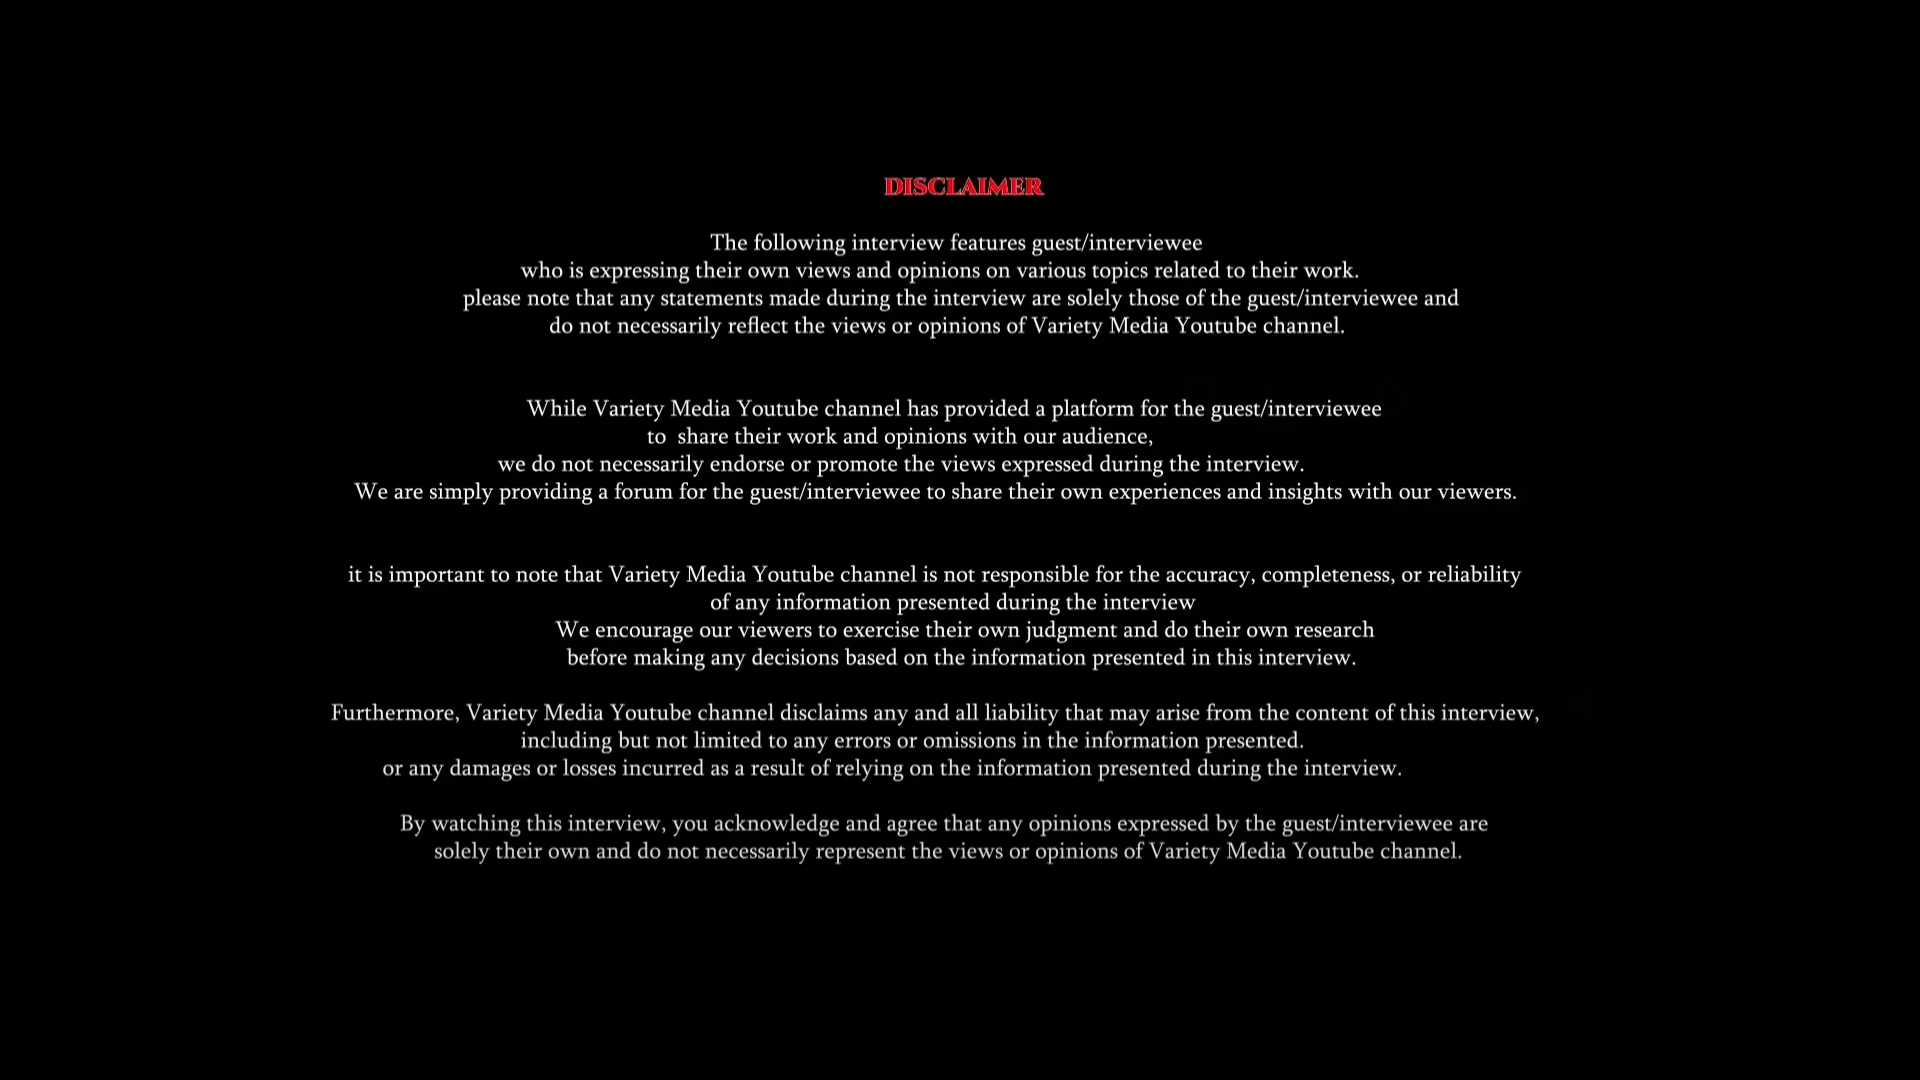 DISCLAIMER
The following interview features guest/interviewee
who is expressing their own views and opinions on various topics related to their work.
please note that any statements made during the interview are solely those of the guest/interviewee and
do not necessarily reflect the views or opinions of Variety Media Youtube channel.
While Variety Media Youtube channel has provided a platform for the guest/interviewee
to  share their work and opinions with our audience,
we do not necessarily endorse or promote the views expressed during the interview.
We are simply providing a forum for the guest/interviewee to share their own experiences and insights with our viewers.
it is important to note that Variety Media Youtube channel is not responsible for the accuracy, completeness, or reliability
of any information presented during the interview
We encourage our viewers to exercise their own judgment and do their own research
before making any decisions based on the information presented in this interview.
Furthermore, Variety Media Youtube channel disclaims any and all liability that may arise from the content of this interview,
including but not limited to any errors or omissions in the information presented.
or any damages or losses incurred as a result of relying on the information presented during the interview.
By watching this interview, you acknowledge and agree that any opinions expressed by the guest/interviewee are
solely their own and do not necessarily represent the views or opinions of Variety Media Youtube channel.